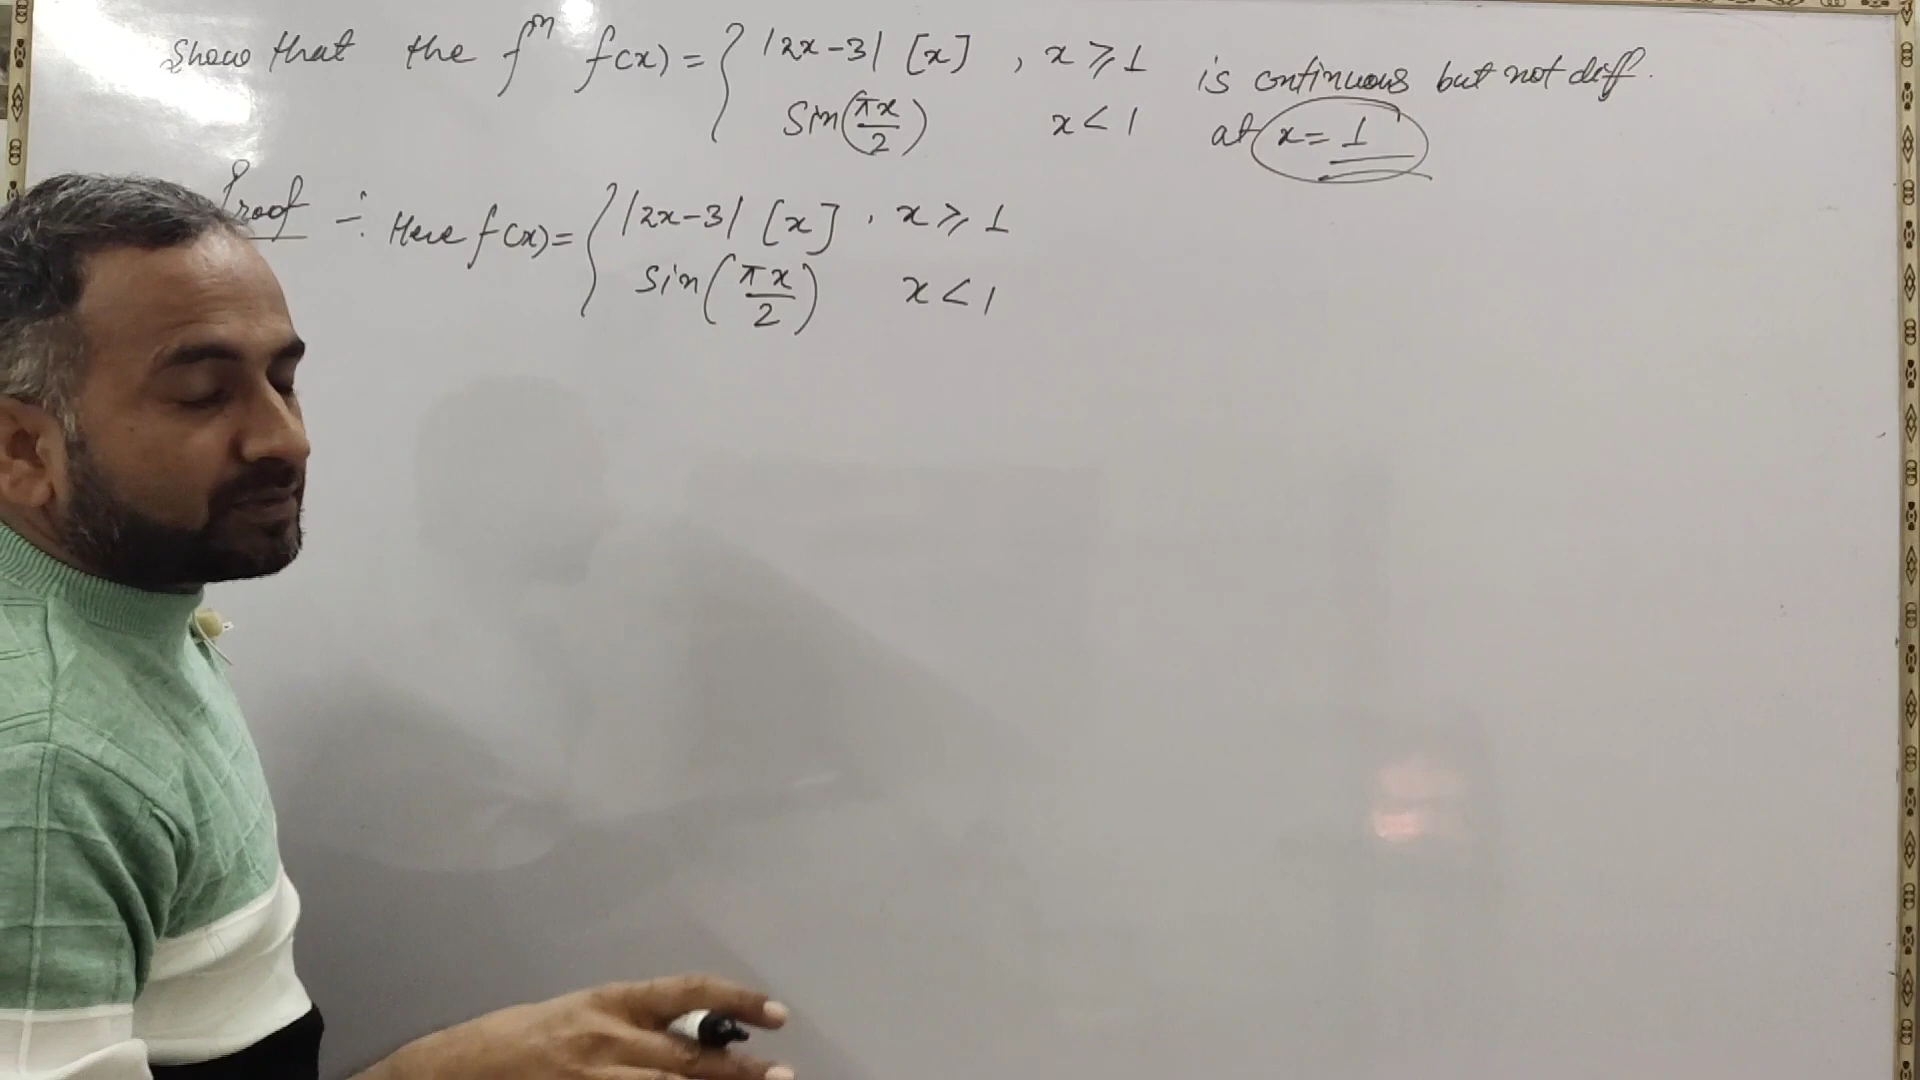 Show that the fⁿ f(x) = { |2x-3| [x] , x ≥ 1 is continuous but not diff.
Sin(πx/2) x < 1 at x = 1
Proof ÷ Here f(x) = { |2x-3| [x] . x ≥ 1
Sin(πx/2) x < 1